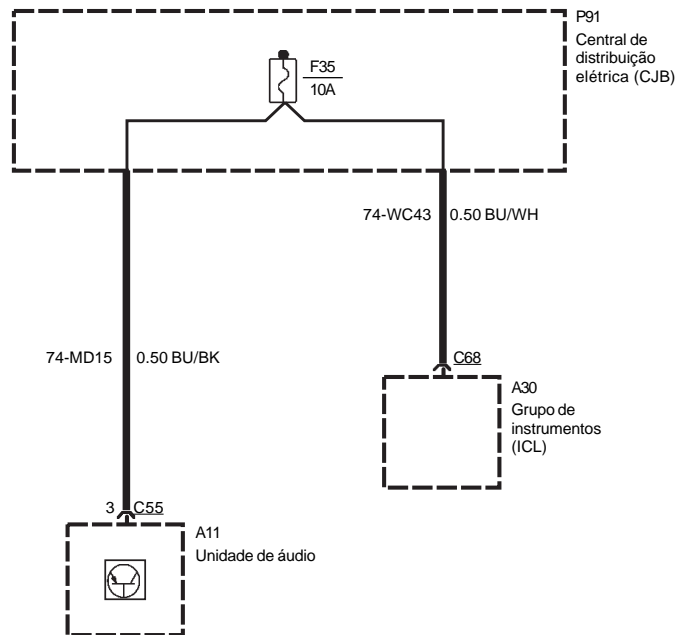 P91
Central de
distribuição
elétrica (CJB)
F35
10A
74-WC43 0.50 BU/WH
74-MD15 0.50 BU/BK
C68
A30
Grupo de
instrumentos
(ICL)
3 C55
A11
Unidade de áudio